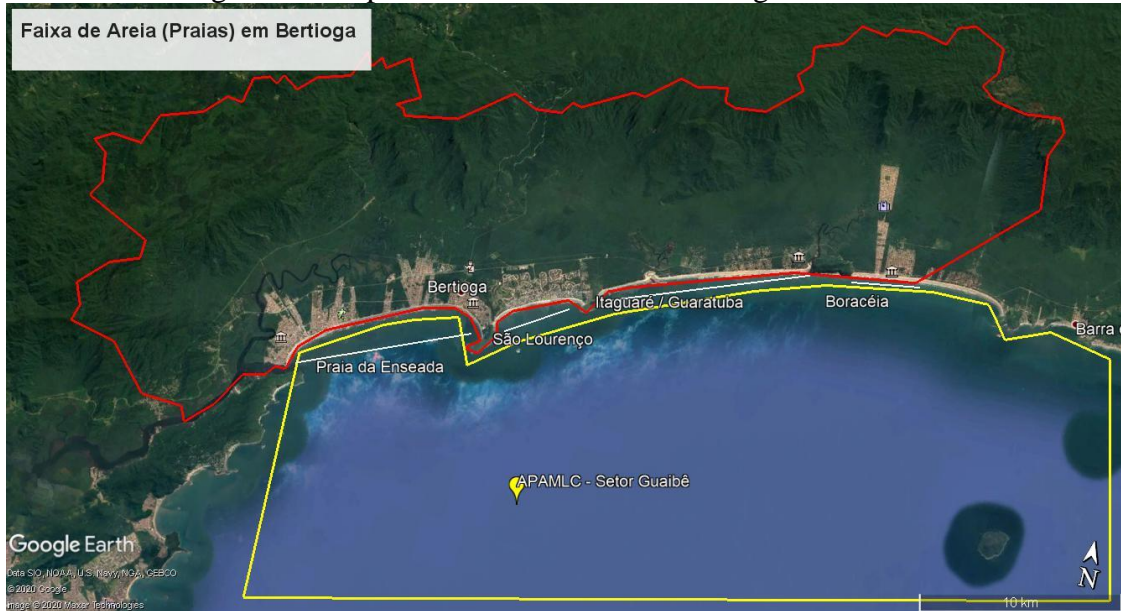 Faixa de Areia (Praias) em Bertioga
Bertioga
Itaguaré / Guaratuba
Boracéia
São Lourenço
Barra
Praia da Enseada
APAMLC - Setor Guaibê
Google Earth
Data SIO, NOAA, U.S. Navy, NGA, GEBCO
© 2020 Google
Image © 2020 Maxar Technologies
N
10 km